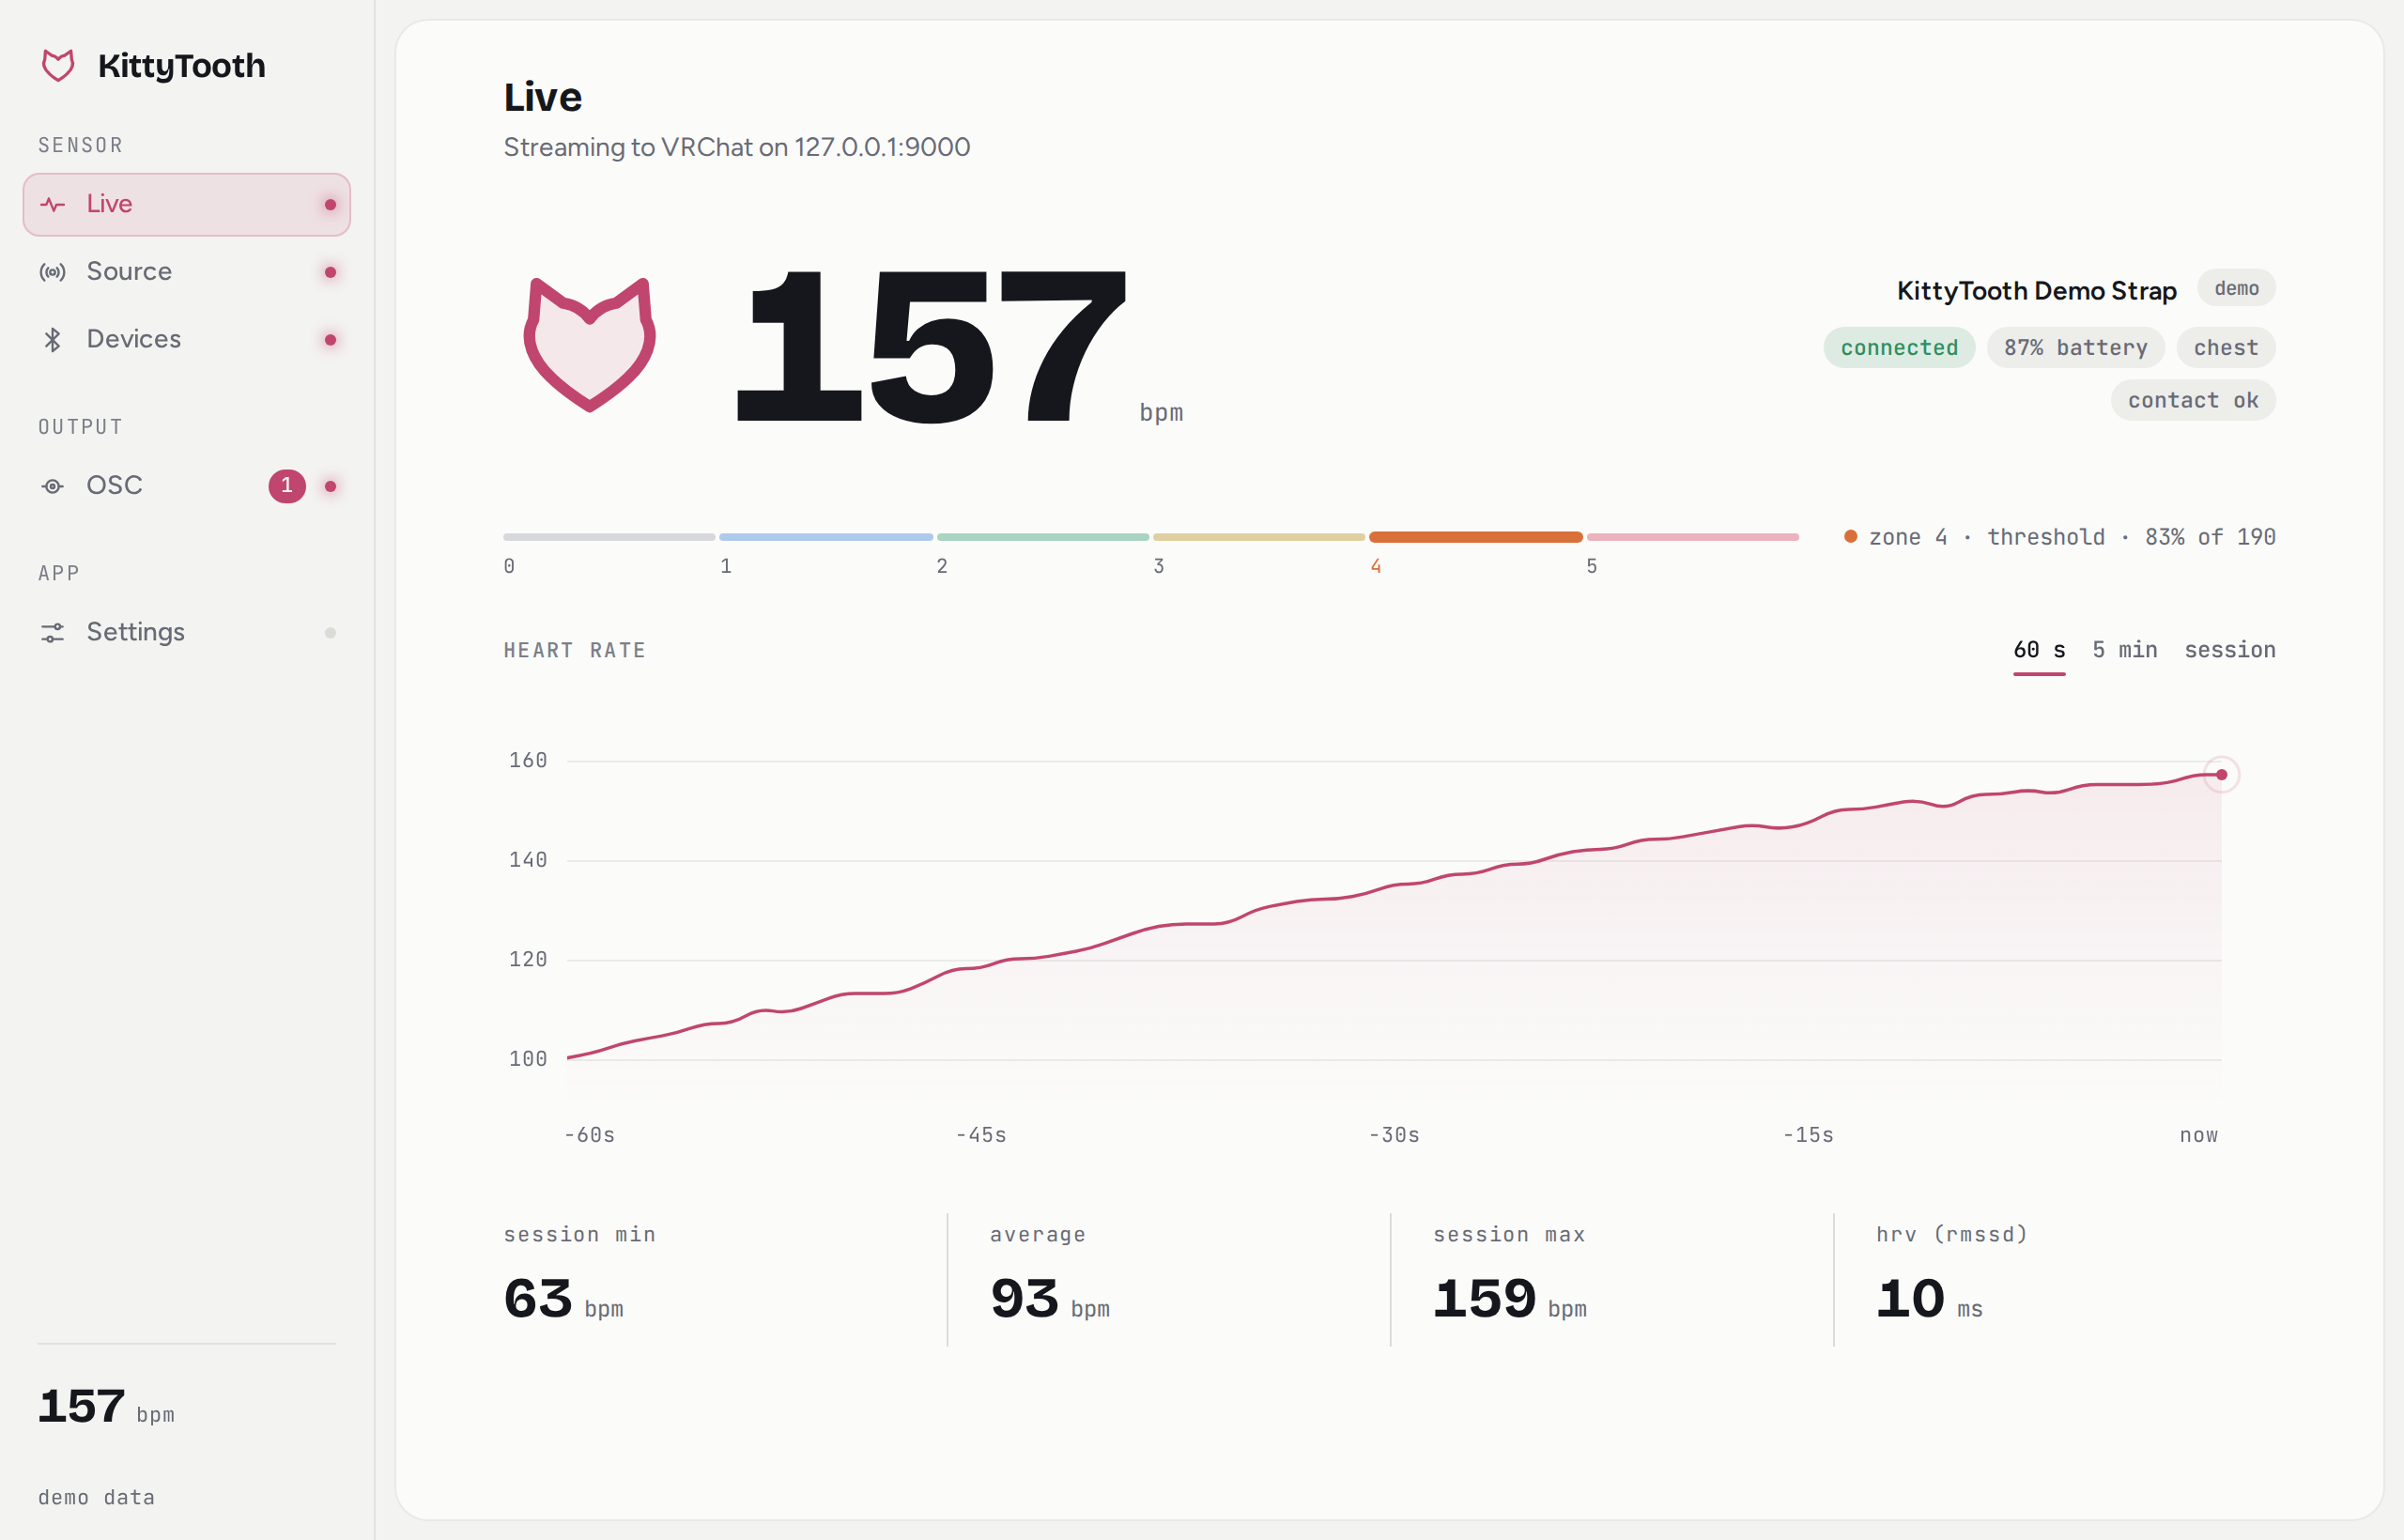 KittyTooth
SENSOR
Live
Source
Devices
OUTPUT
OSC 1
APP
Settings
157 bpm
demo data
Live
Streaming to VRChat on 127.0.0.1:9000
157 bpm
KittyTooth Demo Strap demo
connected 87% battery chest
contact ok
zone 4 · threshold · 83% of 190
0 1 2 3 4 5
HEART RATE
60 s 5 min session
160
140
120
100
-60s -45s -30s -15s now
session min average session max hrv (rmssd)
63 bpm 93 bpm 159 bpm 10 ms